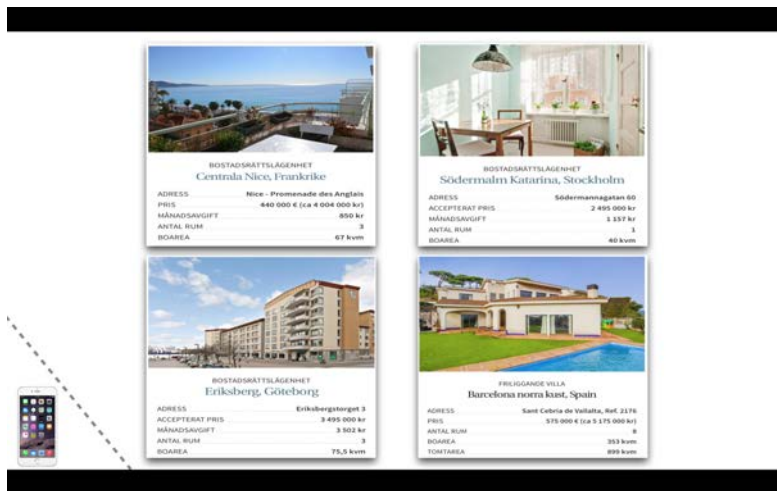 BOSTADSRÄTTSLÄGENHET
Centrala Nice, Frankrike
ADRESS Nice - Promenade des Anglais
PRIS 440 000 € (ca 4 004 000 kr)
MÅNADSAVGIFT 850 kr
ANTAL RUM 3
BOAREA 67 kvm
BOSTADSRÄTTSLÄGENHET
Södermalm Katarina, Stockholm
ADRESS Södermannagatan 60
ACCEPTERAT PRIS 2 495 000 kr
MÅNADSAVGIFT 1 157 kr
ANTAL RUM 1
BOAREA 40 kvm
BOSTADSRÄTTSLÄGENHET
Eriksberg, Göteborg
ADRESS Eriksbergstorget 3
ACCEPTERAT PRIS 3 495 000 kr
MÅNADSAVGIFT 3 502 kr
ANTAL RUM 3
BOAREA 75,5 kvm
FRILIGGANDE VILLA
Barcelona norra kust, Spain
ADRESS Sant Cebria de Vallalta, Ref. 2176
PRIS 575 000 € (ca 5 175 000 kr)
ANTAL RUM 8
BOAREA 353 kvm
TOMTAREA 899 kvm